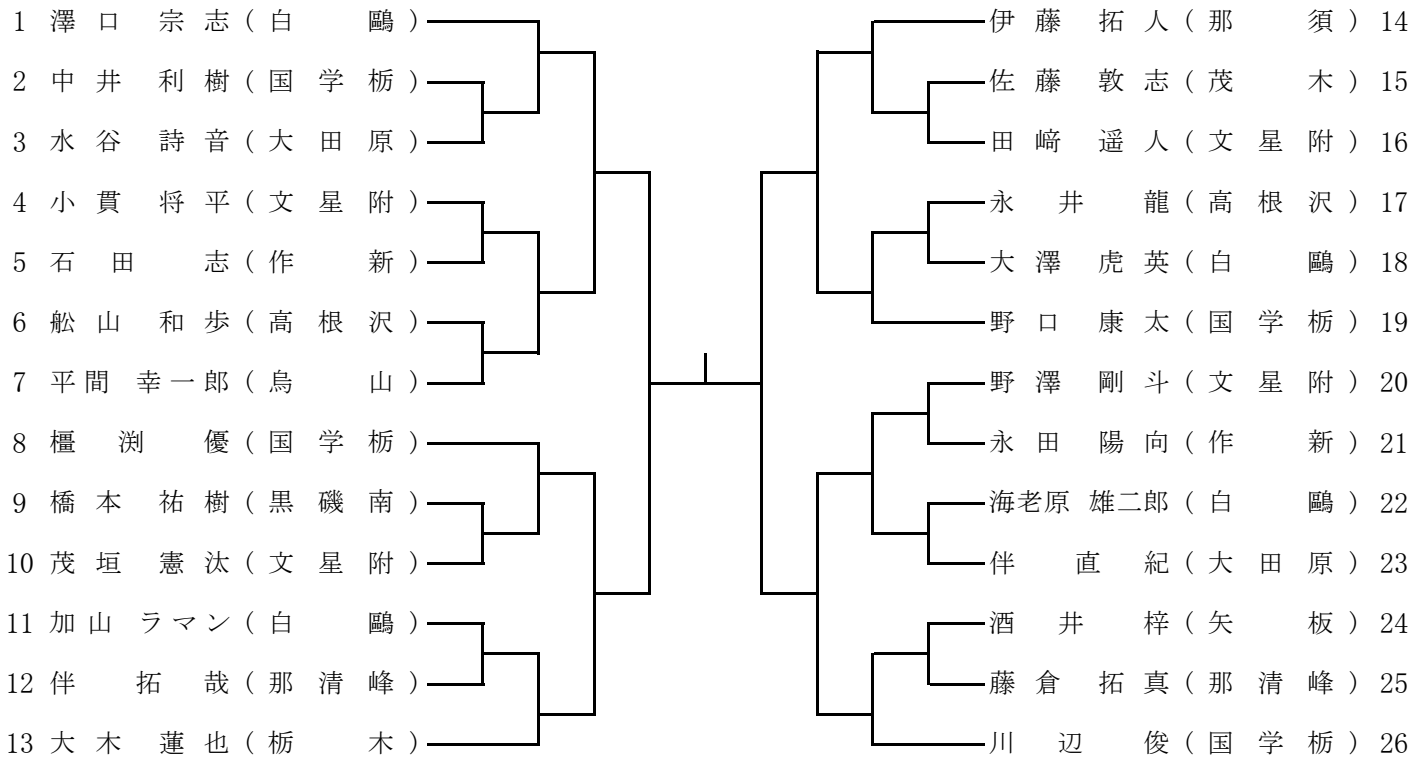 1 澤口 宗志(白 鷗)
2 中井 利樹(国学栃)
3 水谷 詩音(大田原)
4 小貫 将平(文星附)
5 石田 志(作 新)
6 舩山 和歩(高根沢)
7 平間 幸一郎(烏 山)
8 橿渕 優(国学栃)
9 橋本 祐樹(黒磯南)
10 茂垣 憲汰(文星附)
11 加山 ラマン(白 鷗)
12 伴 拓哉(那清峰)
13 大木 蓮也(栃 木)
伊藤 拓人(那 須) 14
佐藤 敦志(茂 木) 15
田﨑 遥人(文星附) 16
永井 龍(高根沢) 17
大澤 虎英(白 鷗) 18
野口 康太(国学栃) 19
野澤 剛斗(文星附) 20
永田 陽向(作 新) 21
海老原 雄二郎(白 鷗) 22
伴 直紀(大田原) 23
酒井 梓(矢 板) 24
藤倉 拓真(那清峰) 25
川辺 俊(国学栃) 26